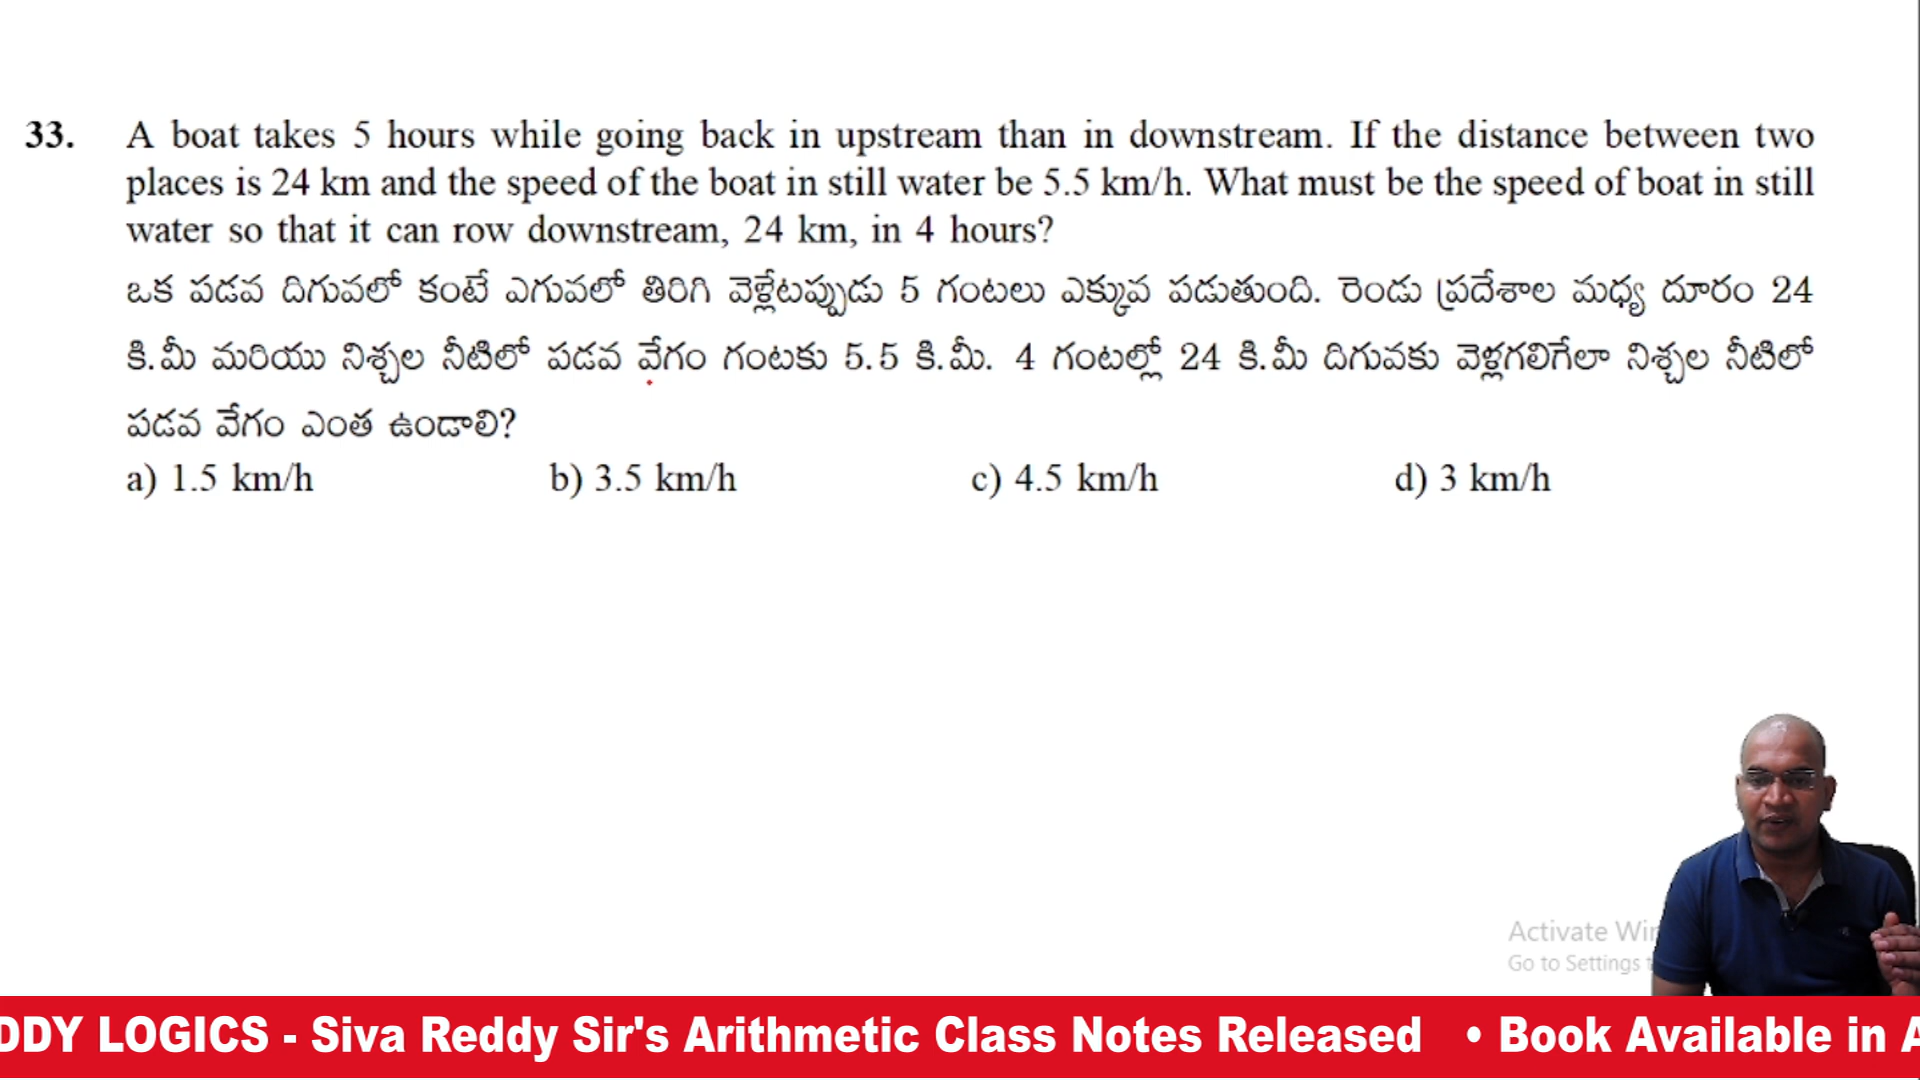 33. A boat takes 5 hours while going back in upstream than in downstream. If the distance between two
places is 24 km and the speed of the boat in still water be 5.5 km/h. What must be the speed of boat in still
water so that it can row downstream, 24 km, in 4 hours?
ఒక పడవ దిగువలో కంటే ఎగువలో తిరిగి వెళ్లేటప్పుడు 5 గంటలు ఎక్కువ పడుతుంది. రెండు ప్రదేశాల మధ్య దూరం 24
కి.మీ మరియు నిశ్చల నీటిలో పడవ వేగం గంటకు 5.5 కి.మీ. 4 గంటల్లో 24 కి.మీ దిగువకు వెళ్లగలిగేలా నిశ్చల నీటిలో
పడవ వేగం ఎంత ఉండాలి?
a) 1.5 km/h b) 3.5 km/h c) 4.5 km/h d) 3 km/h
Activate
Go to Settings
DDY LOGICS - Siva Reddy Sir's Arithmetic Class Notes Released • Book Available in